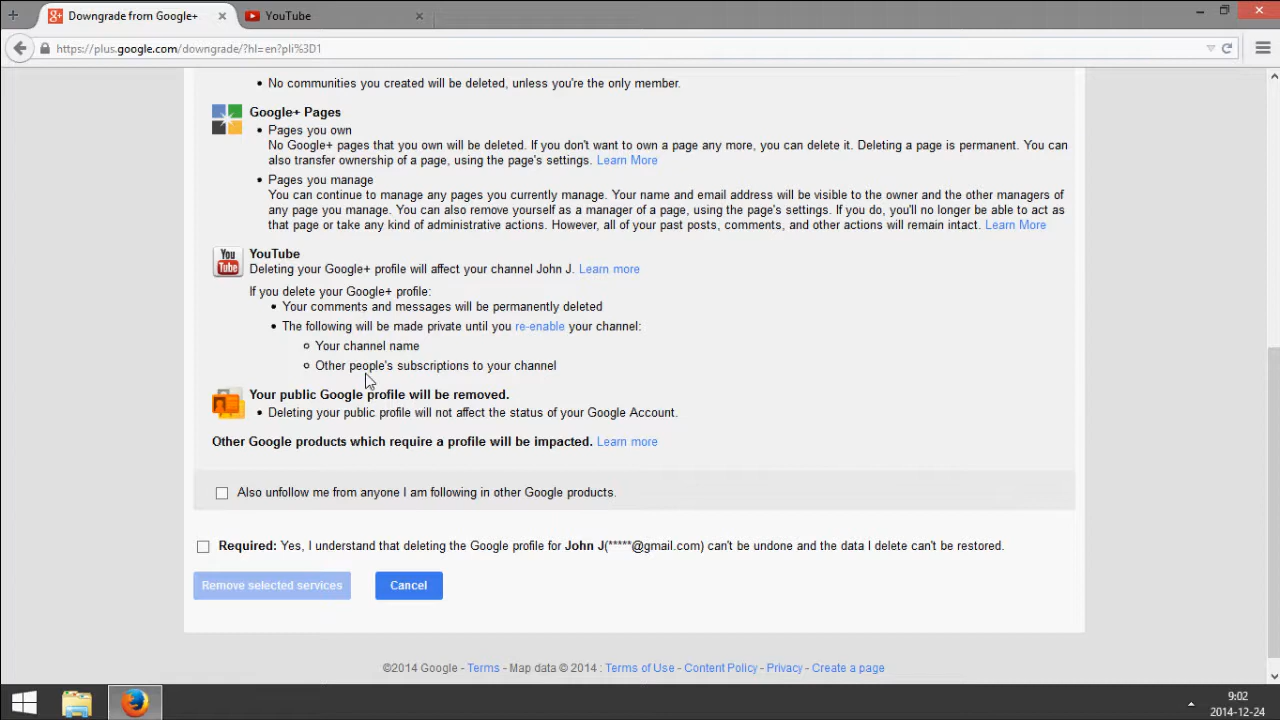 Downgrade from Google+
YouTube
https://plus.google.com/downgrade/?hl=en?pli%3D1
No communities you created will be deleted, unless you're the only member.
Google+ Pages
Pages you own
No Google+ pages that you own will be deleted. If you don't want to own a page any more, you can delete it. Deleting a page is permanent. You can
also transfer ownership of a page, using the page's settings. Learn More
Pages you manage
You can continue to manage any pages you currently manage. Your name and email address will be visible to the owner and the other managers of
any page you manage. You can also remove yourself as a manager of a page, using the page's settings. If you do, you'll no longer be able to act as
that page or take any kind of administrative actions. However, all of your past posts, comments, and other actions will remain intact. Learn More
You
Tube
YouTube
Deleting your Google+ profile will affect your channel John J. Learn more
If you delete your Google+ profile:
Your comments and messages will be permanently deleted
The following will be made private until you re-enable your channel:
Your channel name
Other people's subscriptions to your channel
Your public Google profile will be removed.
Deleting your public profile will not affect the status of your Google Account.
Other Google products which require a profile will be impacted. Learn more
Also unfollow me from anyone I am following in other Google products.
Required: Yes, I understand that deleting the Google profile for John J(*****@gmail.com) can't be undone and the data I delete can't be restored.
Remove selected services
Cancel
©2014 Google - Terms - Map data © 2014 : Terms of Use - Content Policy - Privacy - Create a page
9:02
2014-12-24